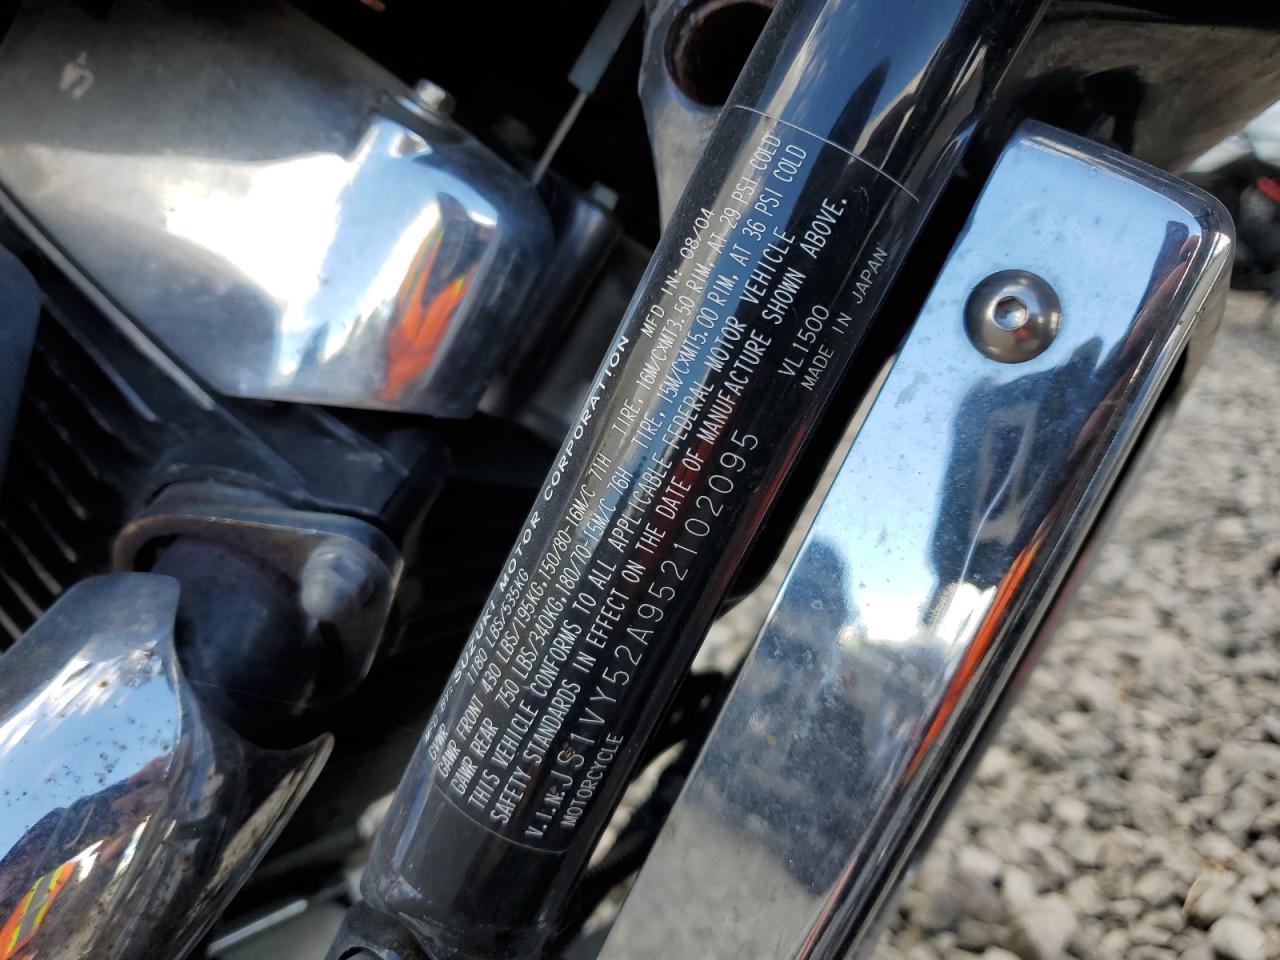 MFD BY: SUZUKI MOTOR CORPORATION MFD IN: 08/04
GVWR 1180 LBS/535KG
GAWR FRONT 430 LBS/195KG, 150/80-16M/C 71H TIRE, 16M/CXMT3.50 RIM, AT 29 PSI COLD
GAWR REAR 750 LBS/340KG, 180/70-15M/C 76H TIRE, 15M/CXMT5.00 RIM, AT 36 PSI COLD
THIS VEHICLE CONFORMS TO ALL APPLICABLE FEDERAL MOTOR VEHICLE
SAFETY STANDARDS IN EFFECT ON THE DATE OF MANUFACTURE SHOWN ABOVE.
V.I.N. JS1VY52A952102095 VL1500
MOTORCYCLE MADE IN JAPAN